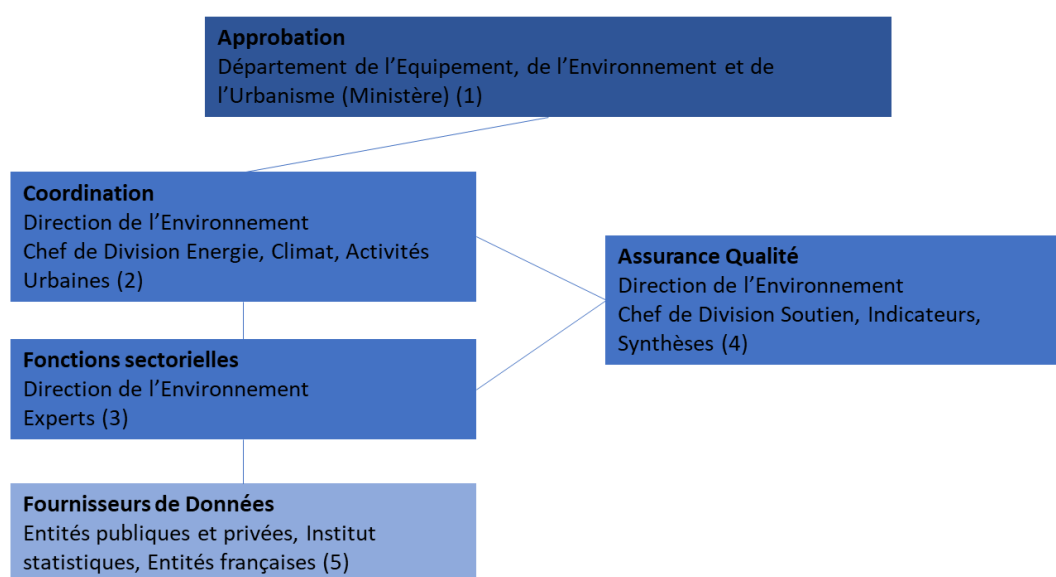 Approbation
Département de l’Equipement, de l’Environnement et de
l’Urbanisme (Ministère) (1)
Coordination
Direction de l’Environnement
Chef de Division Energie, Climat, Activités
Urbaines (2)
Assurance Qualité
Direction de l’Environnement
Chef de Division Soutien, Indicateurs,
Synthèses (4)
Fonctions sectorielles
Direction de l’Environnement
Experts (3)
Fournisseurs de Données
Entités publiques et privées, Institut
statistiques, Entités françaises (5)